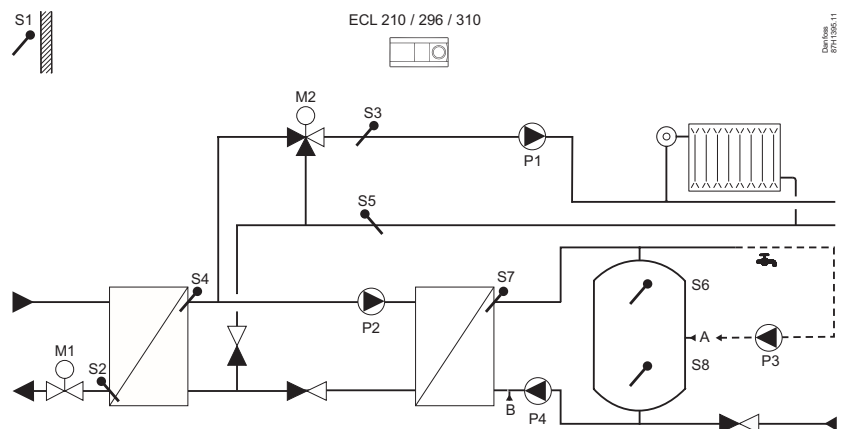 S1
ECL 210 / 296 / 310
Danfoss
87H1395.11
M2
S3
P1
S5
S4
S7
P2
S6
A
P3
M1
S2
S8
B
P4